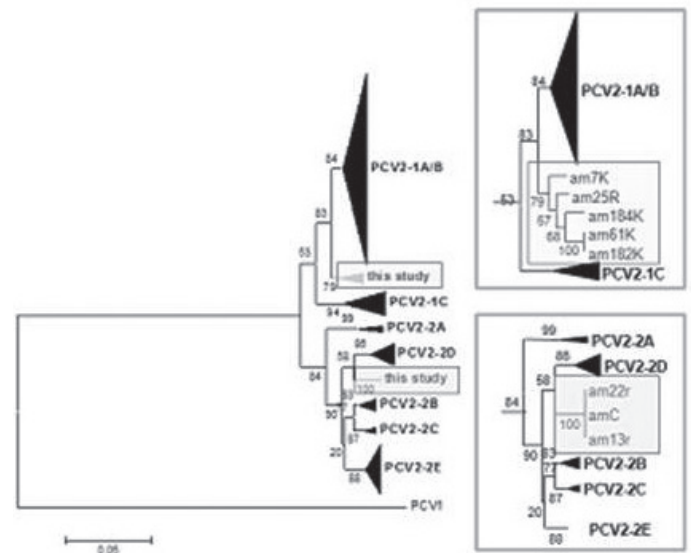 84
PCV2-1A/B
83
53
this study
79
PCV2-1C
94
99
PCV2-2A
PCV2-2D
58
84
this study
100
90
PCV2-2B
PCV2-2C
87
20
PCV2-2E
88
PCV1
0.05
84
PCV2-1A/B
83
53
am7K
79
am25R
67
am184K
68
am61K
100
am182K
PCV2-1C
99
PCV2-2A
PCV2-2D
58
84
am22r
amC
100
am13r
90
83
PCV2-2B
77
PCV2-2C
87
20
PCV2-2E
88